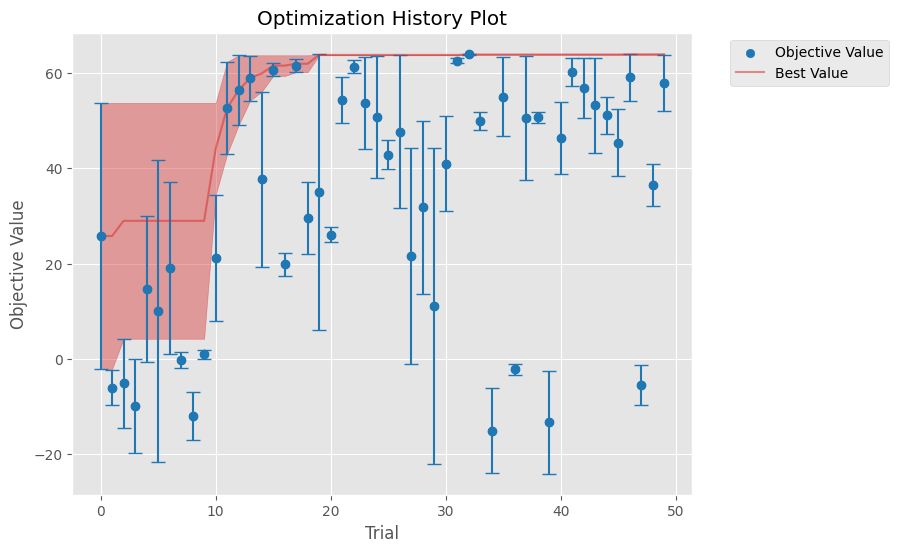 Optimization History Plot
Objective Value
Best Value
Objective Value
60
40
20
0
−20
0 10 20 30 40 50
Trial